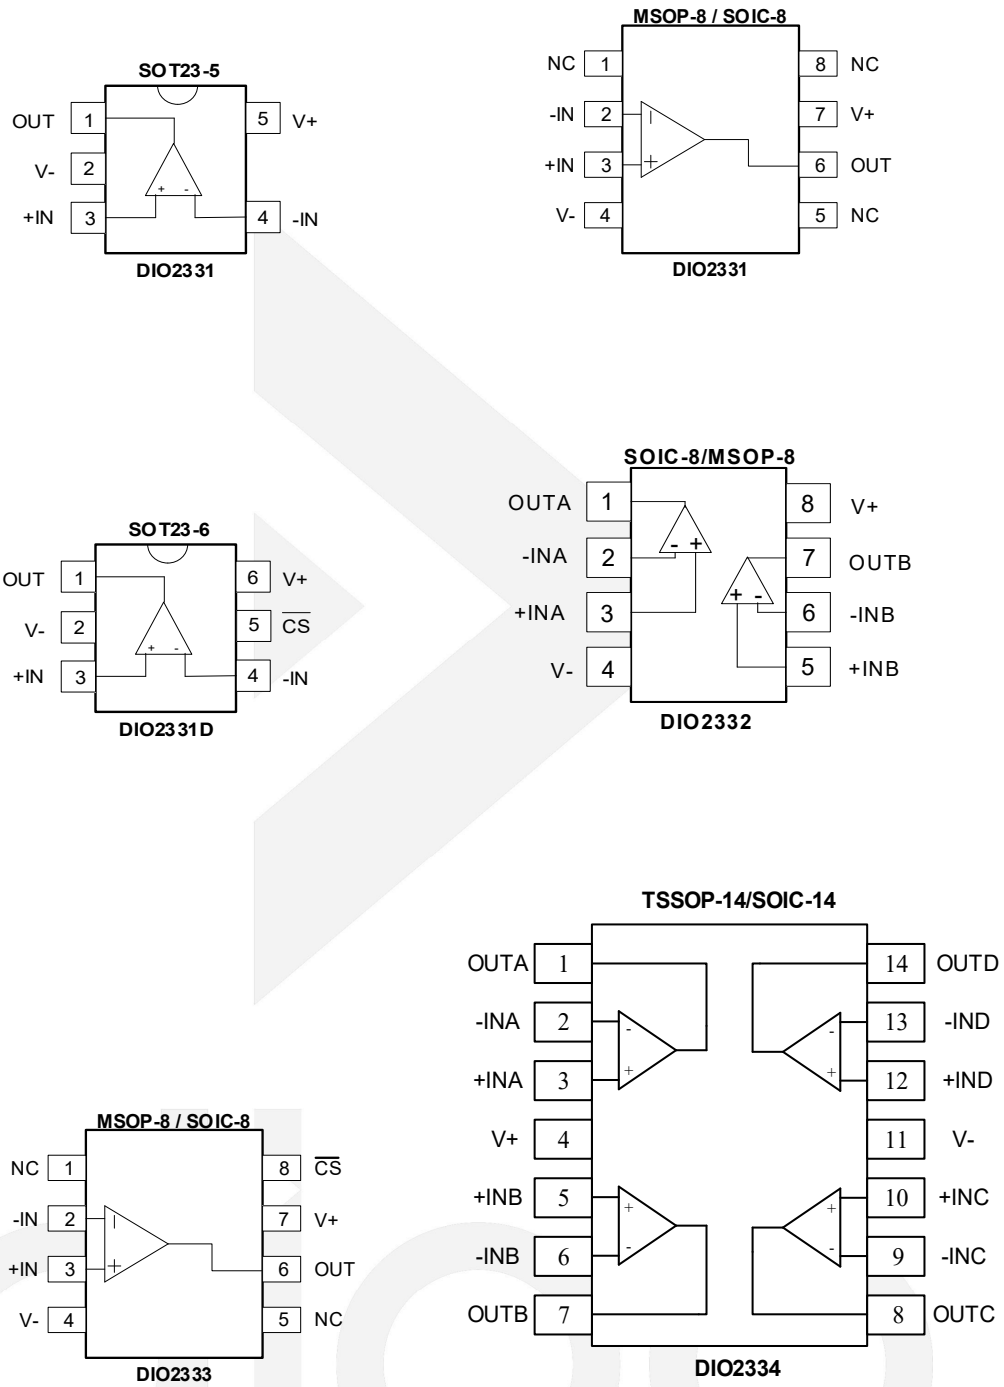 SOT23-5
OUT 1 5 V+
V- 2
+IN 3 + - 4 -IN
DIO2331
MSOP-8 / SOIC-8
NC 1 8 NC
-IN 2 - 7 V+
+IN 3 + 6 OUT
V- 4 5 NC
DIO2331
SOT23-6
OUT 1 6 V+
V- 2 5 C̅S̅
+IN 3 + - 4 -IN
DIO2331D
SOIC-8/MSOP-8
OUTA 1 8 V+
-INA 2 - + 7 OUTB
+INA 3 + - 6 -INB
V- 4 5 +INB
DIO2332
MSOP-8 / SOIC-8
NC 1 8 C̅S̅
-IN 2 - 7 V+
+IN 3 + 6 OUT
V- 4 5 NC
DIO2333
TSSOP-14/SOIC-14
OUTA 1 14 OUTD
-INA 2 - - 13 -IND
+INA 3 + + 12 +IND
V+ 4 11 V-
+INB 5 + + 10 +INC
-INB 6 - - 9 -INC
OUTB 7 8 OUTC
DIO2334